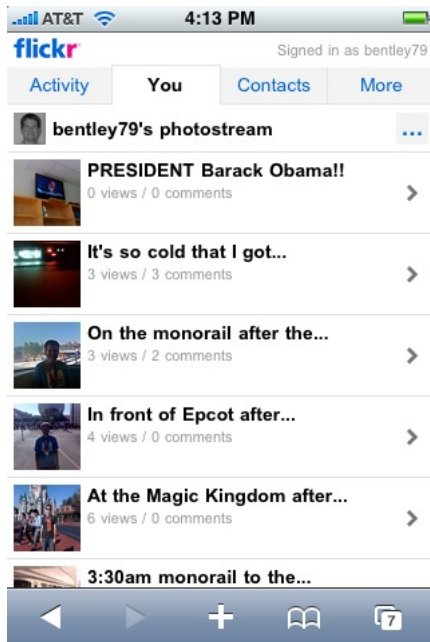 AT&T 4:13 PM
flickr Signed in as bentley79
Activity You Contacts More
bentley79's photostream ...
PRESIDENT Barack Obama!!
0 views / 0 comments
It's so cold that I got...
3 views / 3 comments
On the monorail after the...
3 views / 2 comments
In front of Epcot after...
4 views / 0 comments
At the Magic Kingdom after...
6 views / 0 comments
3:30am monorail to the...
7